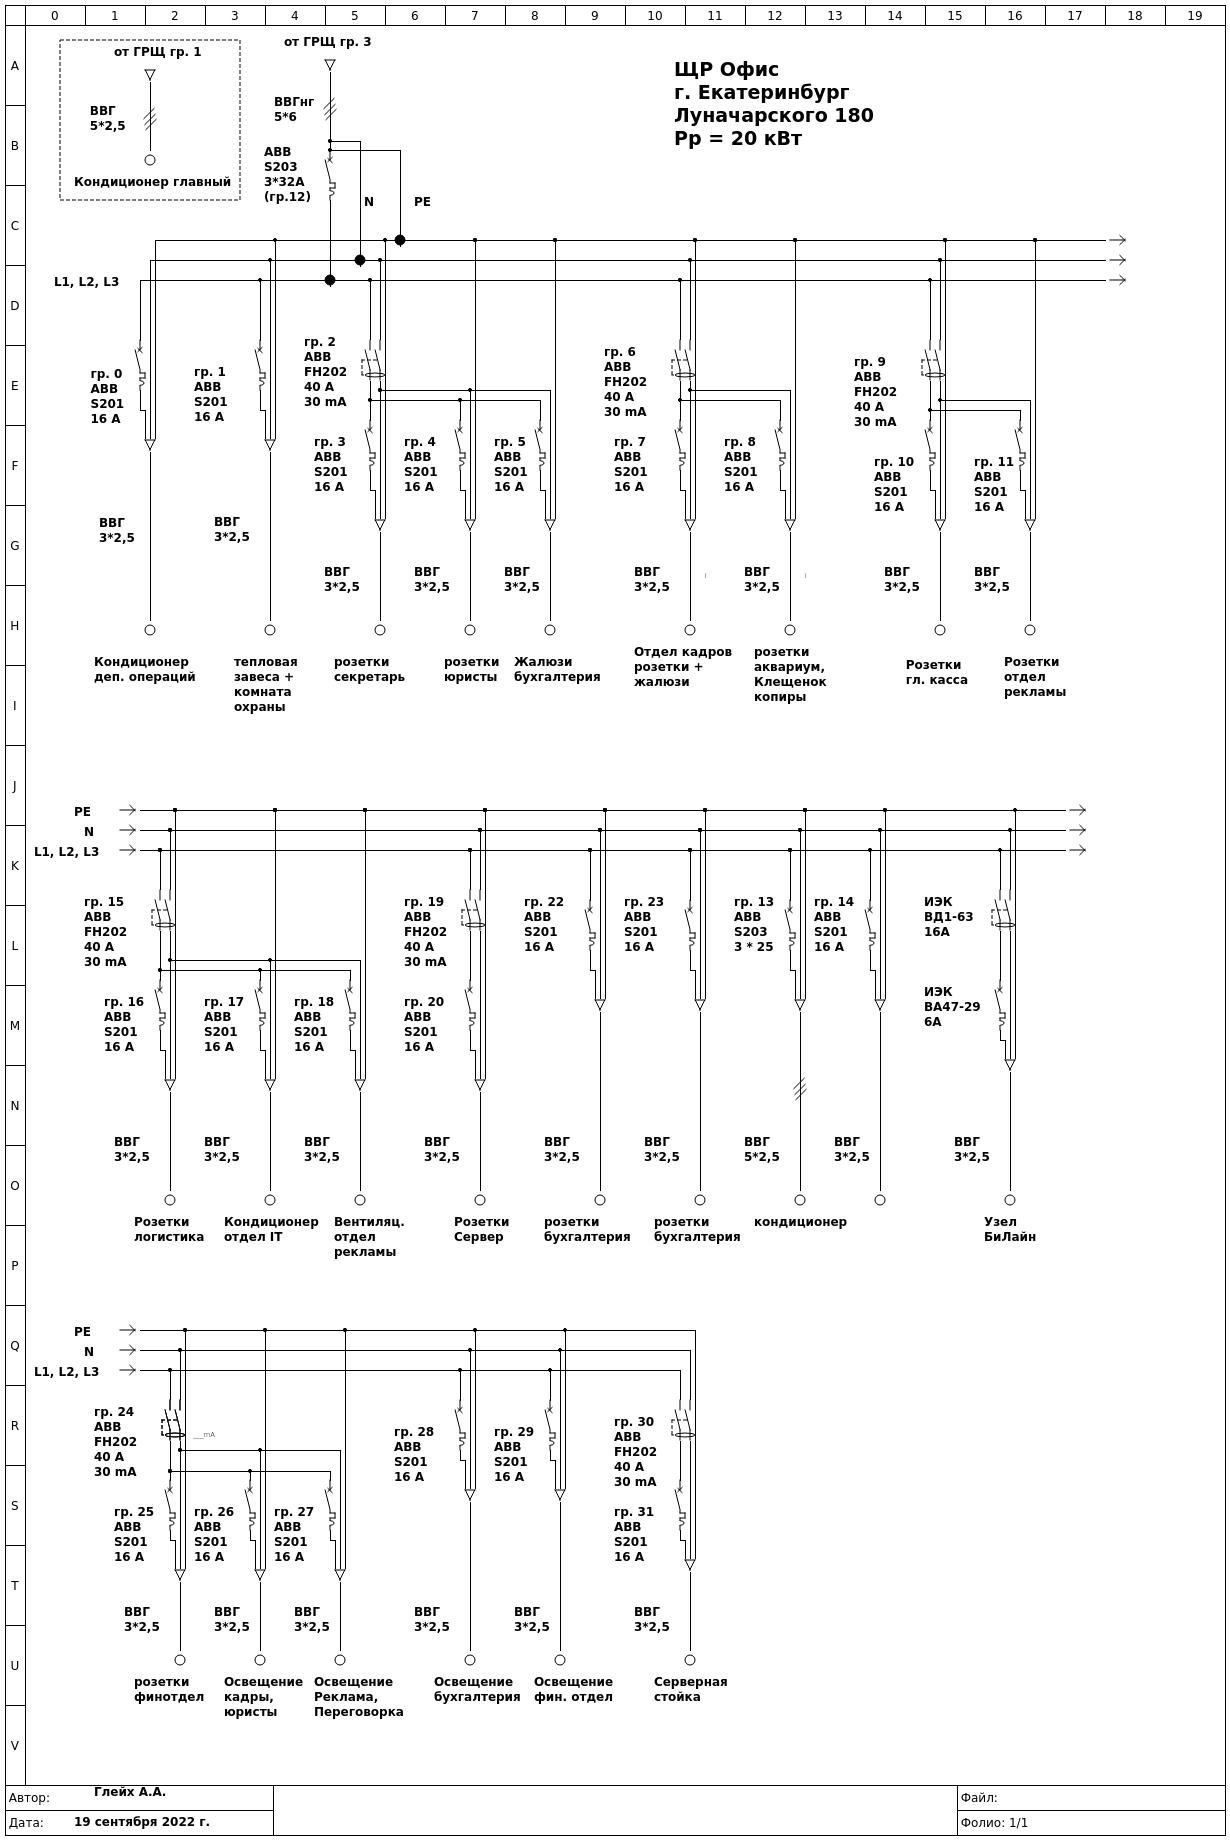 0 1 2 3 4 5 6 7 8 9 10 11 12 13 14 15 16 17 18 19
A
B
C
D
E
F
G
H
I
J
K
L
M
N
O
P
Q
R
S
T
U
V
от ГРЩ гр. 1
ВВГ
5*2,5
Кондиционер главный
от ГРЩ гр. 3
ВВГнг
5*6
ABB
S203
3*32A
(гр.12)
N
PE
ЩР Офис
г. Екатеринбург
Луначарского 180
Pp = 20 кВт
L1, L2, L3
гр. 0
ABB
S201
16 A
гр. 1
ABB
S201
16 A
гр. 2
ABB
FH202
40 A
30 mA
гр. 3
ABB
S201
16 A
гр. 4
ABB
S201
16 A
гр. 5
ABB
S201
16 A
гр. 6
ABB
FH202
40 A
30 mA
гр. 7
ABB
S201
16 A
гр. 8
ABB
S201
16 A
гр. 9
ABB
FH202
40 A
30 mA
гр. 10
ABB
S201
16 A
гр. 11
ABB
S201
16 A
ВВГ
3*2,5
ВВГ
3*2,5
ВВГ
3*2,5
ВВГ
3*2,5
ВВГ
3*2,5
ВВГ
3*2,5
ВВГ
3*2,5
ВВГ
3*2,5
ВВГ
3*2,5
Кондиционер
деп. операций
тепловая
завеса +
комната
охраны
розетки
секретарь
розетки
юристы
Жалюзи
бухгалтерия
Отдел кадров
розетки +
жалюзи
розетки
аквариум,
Клещенок
копиры
Розетки
гл. касса
Розетки
отдел
рекламы
PE
N
L1, L2, L3
гр. 15
ABB
FH202
40 A
30 mA
гр. 16
ABB
S201
16 A
гр. 17
ABB
S201
16 A
гр. 18
ABB
S201
16 A
гр. 19
ABB
FH202
40 A
30 mA
гр. 20
ABB
S201
16 A
гр. 22
ABB
S201
16 A
гр. 23
ABB
S201
16 A
гр. 13
ABB
S203
3 * 25
гр. 14
ABB
S201
16 A
ИЭК
ВД1-63
16А
ИЭК
ВА47-29
6А
ВВГ
3*2,5
ВВГ
3*2,5
ВВГ
3*2,5
ВВГ
3*2,5
ВВГ
3*2,5
ВВГ
3*2,5
ВВГ
5*2,5
ВВГ
3*2,5
ВВГ
3*2,5
Розетки
логистика
Кондиционер
отдел IT
Вентиляц.
отдел
рекламы
Розетки
Сервер
розетки
бухгалтерия
розетки
бухгалтерия
кондиционер
Узел
БиЛайн
PE
N
L1, L2, L3
гр. 24
ABB
FH202
40 A
30 mA
___mA
гр. 25
ABB
S201
16 A
гр. 26
ABB
S201
16 A
гр. 27
ABB
S201
16 A
гр. 28
ABB
S201
16 A
гр. 29
ABB
S201
16 A
гр. 30
ABB
FH202
40 A
30 mA
гр. 31
ABB
S201
16 A
ВВГ
3*2,5
ВВГ
3*2,5
ВВГ
3*2,5
ВВГ
3*2,5
ВВГ
3*2,5
ВВГ
3*2,5
розетки
финотдел
Освещение
кадры,
юристы
Освещение
Реклама,
Переговорка
Освещение
бухгалтерия
Освещение
фин. отдел
Серверная
стойка
Автор: Глейх А.А.
Дата: 19 сентября 2022 г.
Файл:
Фолио: 1/1